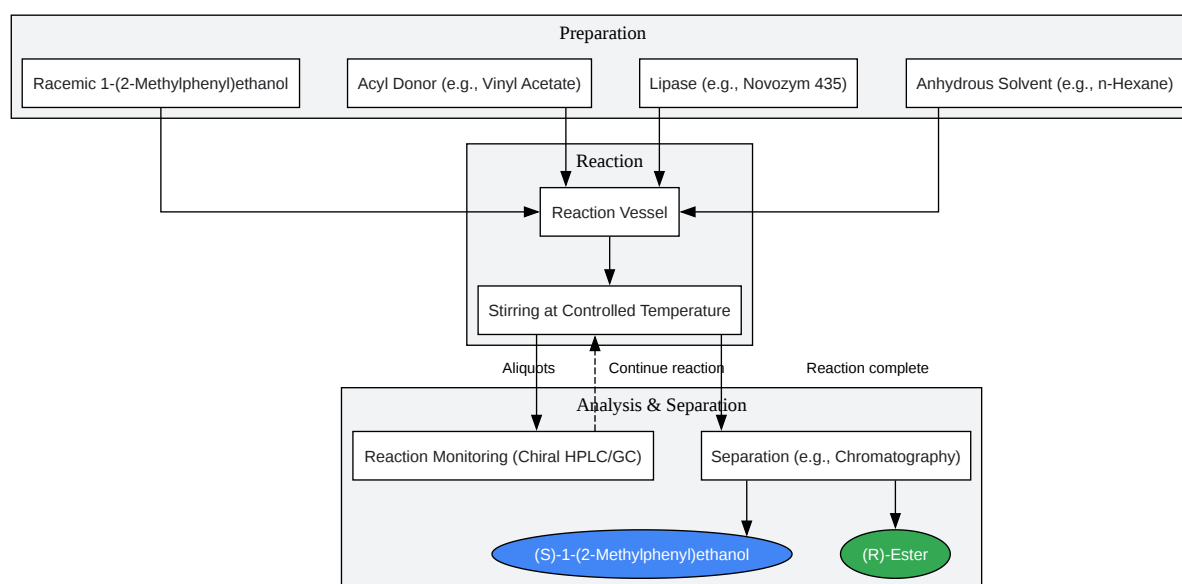 Preparation
Racemic 1-(2-Methylphenyl)ethanol
Acyl Donor (e.g., Vinyl Acetate)
Lipase (e.g., Novozym 435)
Anhydrous Solvent (e.g., n-Hexane)
Reaction
Reaction Vessel
Stirring at Controlled Temperature
Aliquots
Continue reaction
Reaction complete
Analysis & Separation
Reaction Monitoring (Chiral HPLC/GC)
Separation (e.g., Chromatography)
(S)-1-(2-Methylphenyl)ethanol
(R)-Ester